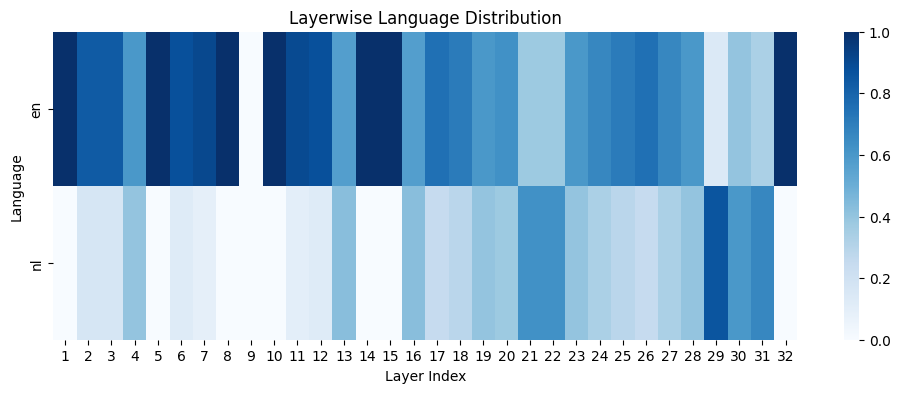 Layerwise Language Distribution
en
nl
Language
1 2 3 4 5 6 7 8 9 10 11 12 13 14 15 16 17 18 19 20 21 22 23 24 25 26 27 28 29 30 31 32
Layer Index
1.0
0.8
0.6
0.4
0.2
0.0